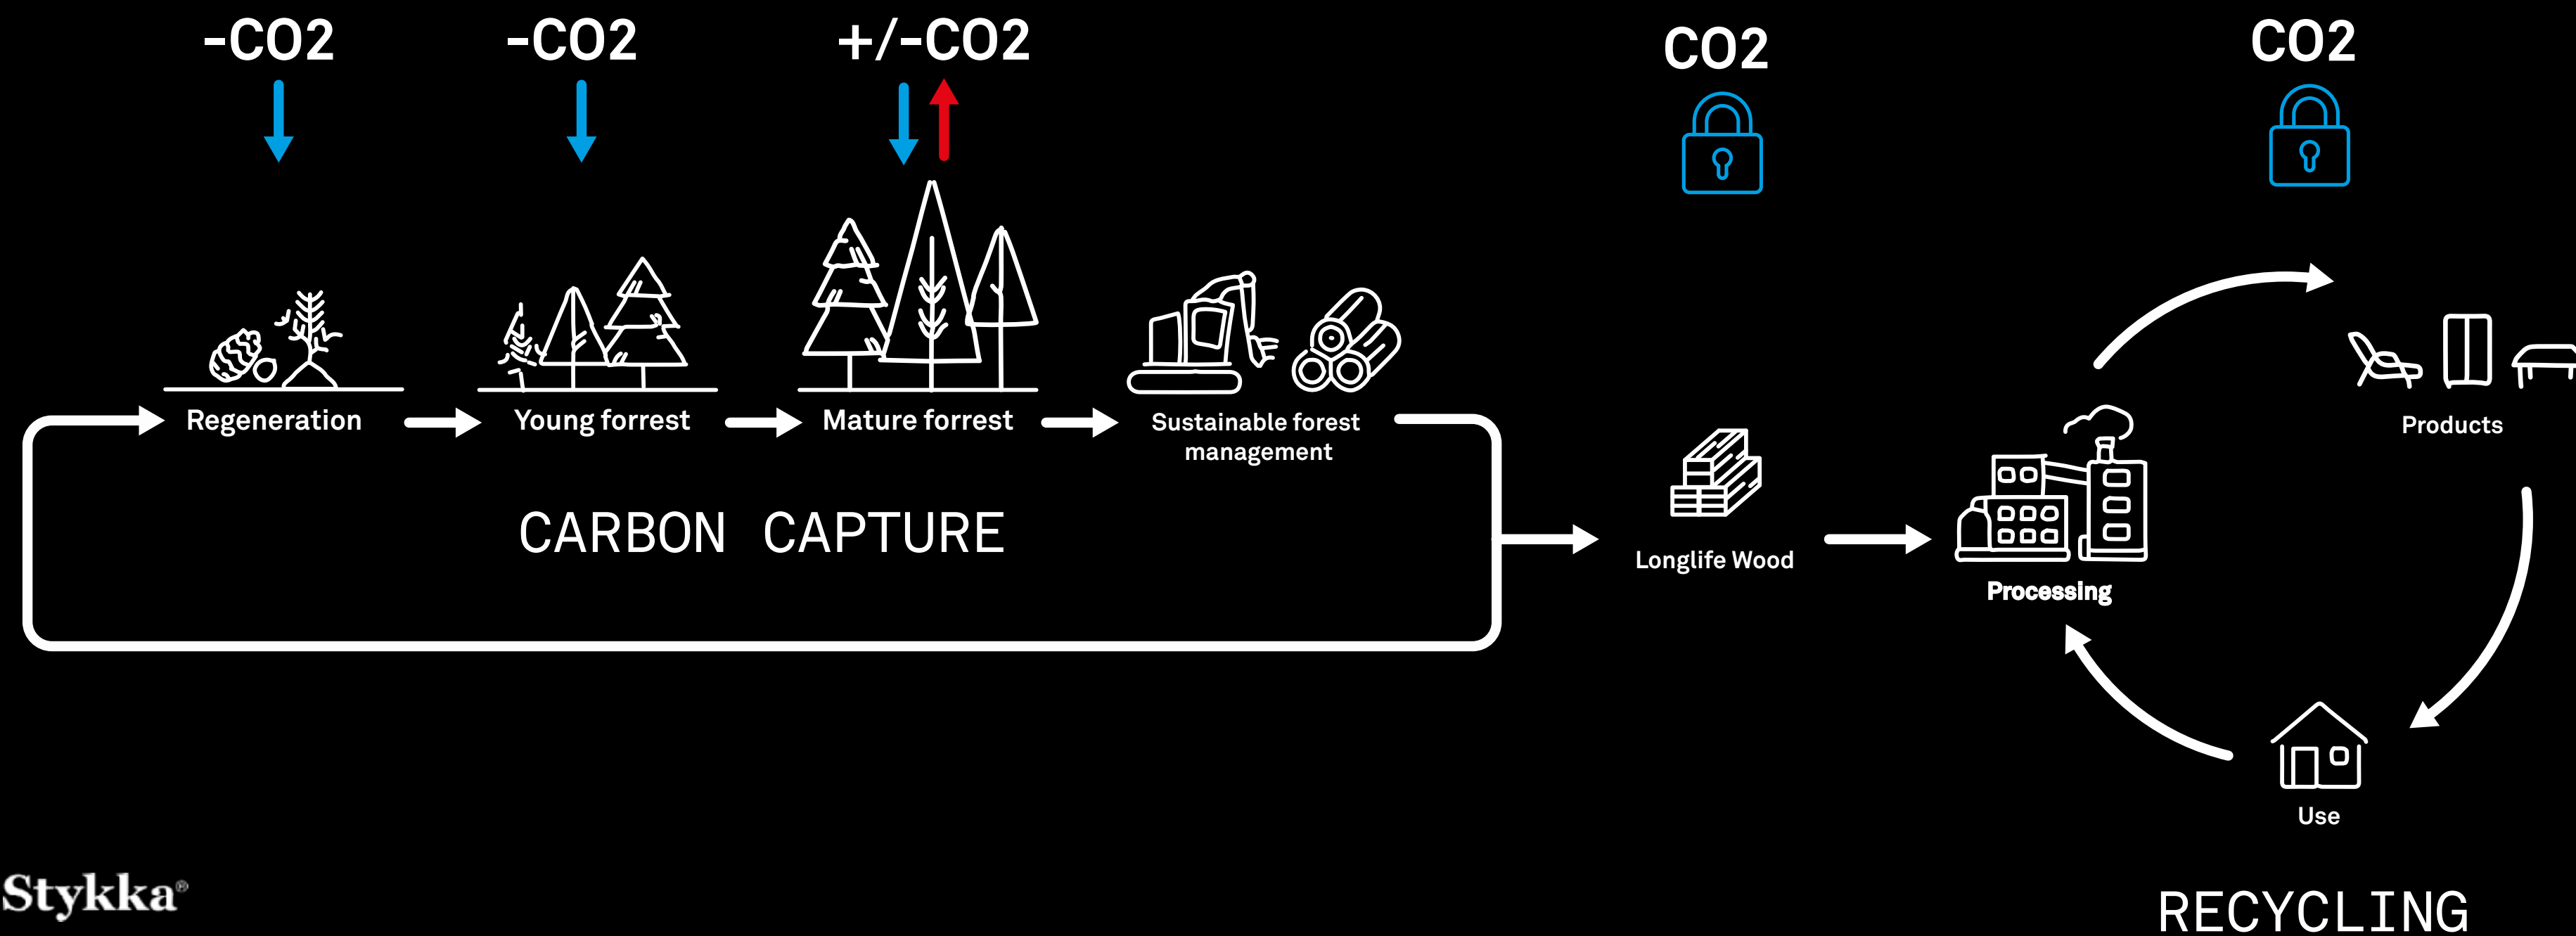 -CO2
-CO2
+/-CO2
CO2
CO2
Regeneration
Young forrest
Mature forrest
Sustainable forest
management
Products
CARBON CAPTURE
Longlife Wood
Processing
Use
Stykka®
RECYCLING